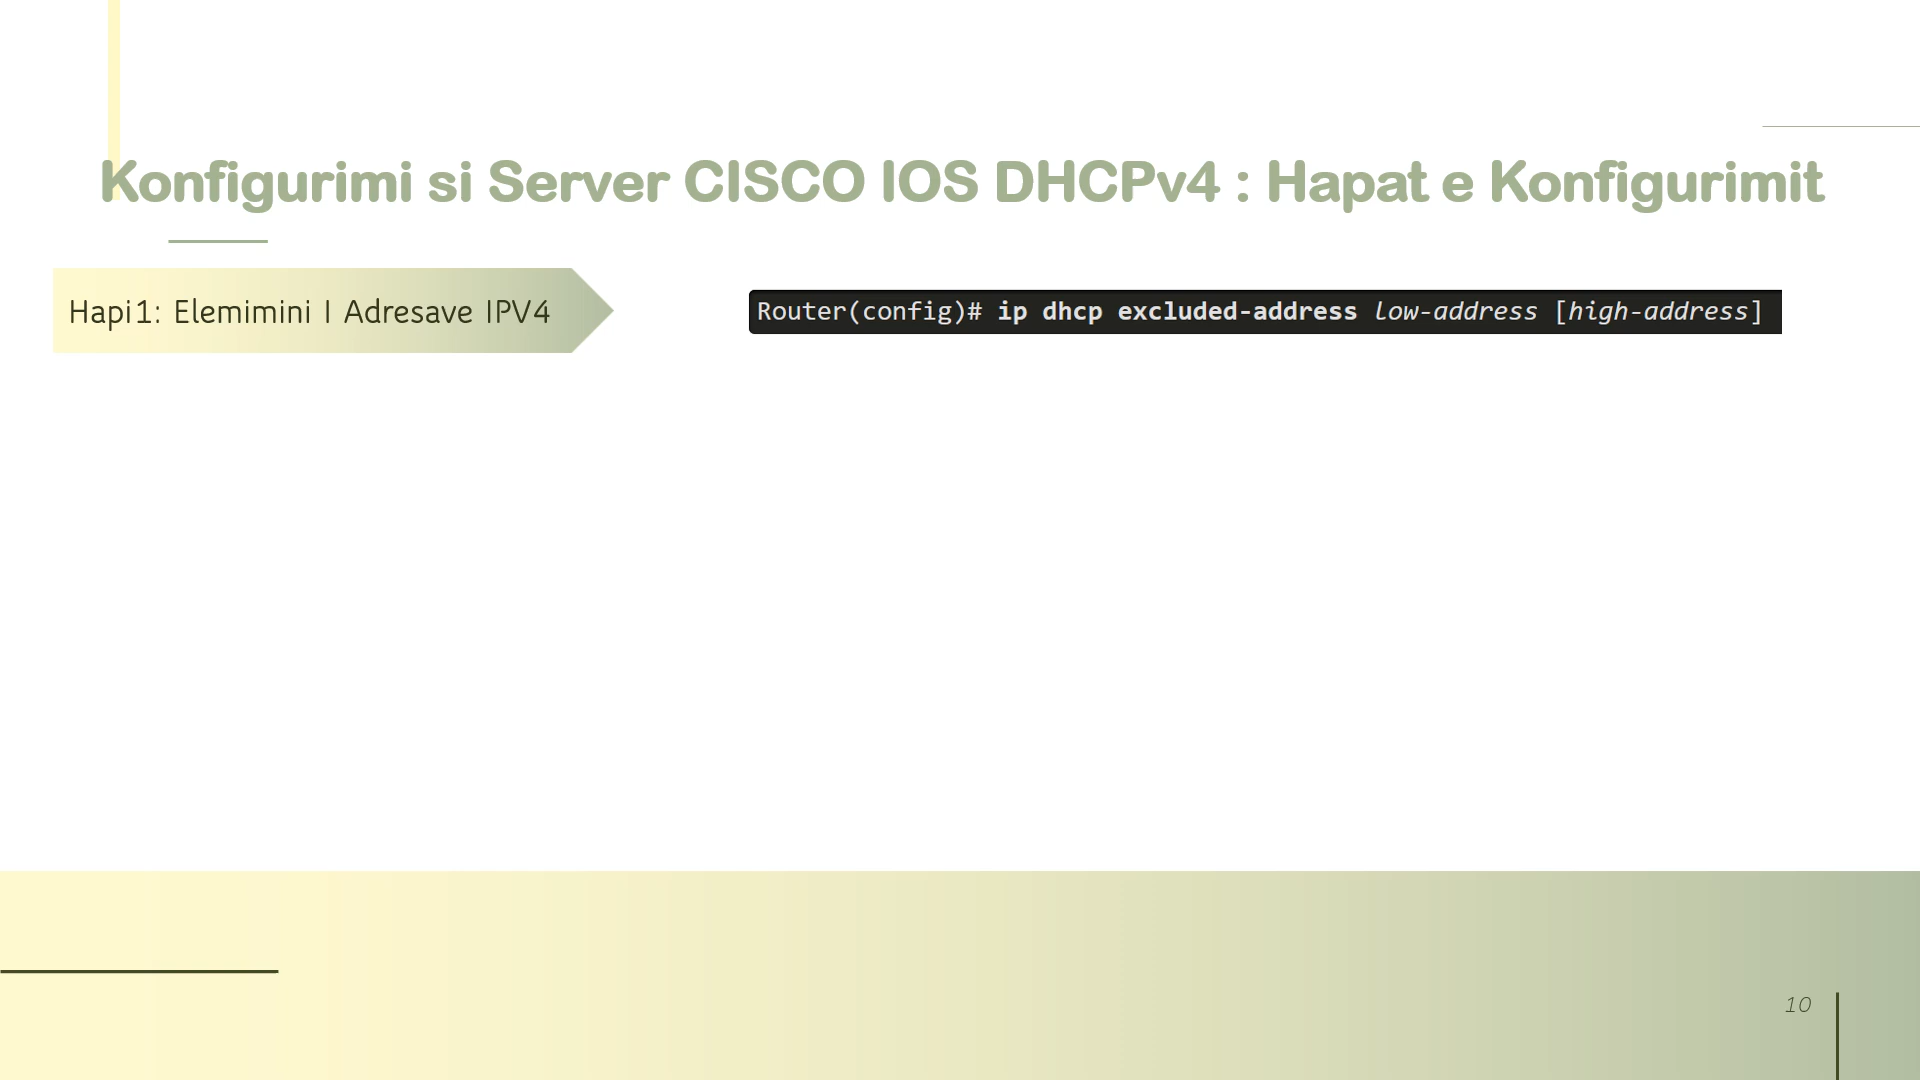 Konfigurimi si Server CISCO IOS DHCPv4 : Hapat e Konfigurimit
Hapi1: Elemimini I Adresave IPV4
Router(config)# ip dhcp excluded-address low-address [high-address]
10